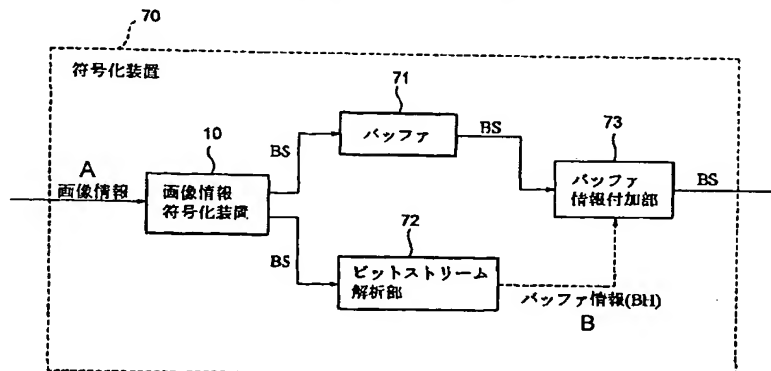 70
符号化装置
71
バッファ
BS
BS
73
バッファ
情報付加部
BS
10
A
画像情報
画像情報
符号化装置
BS
72
ビットストリーム
解析部
バッファ情報(BH)
B